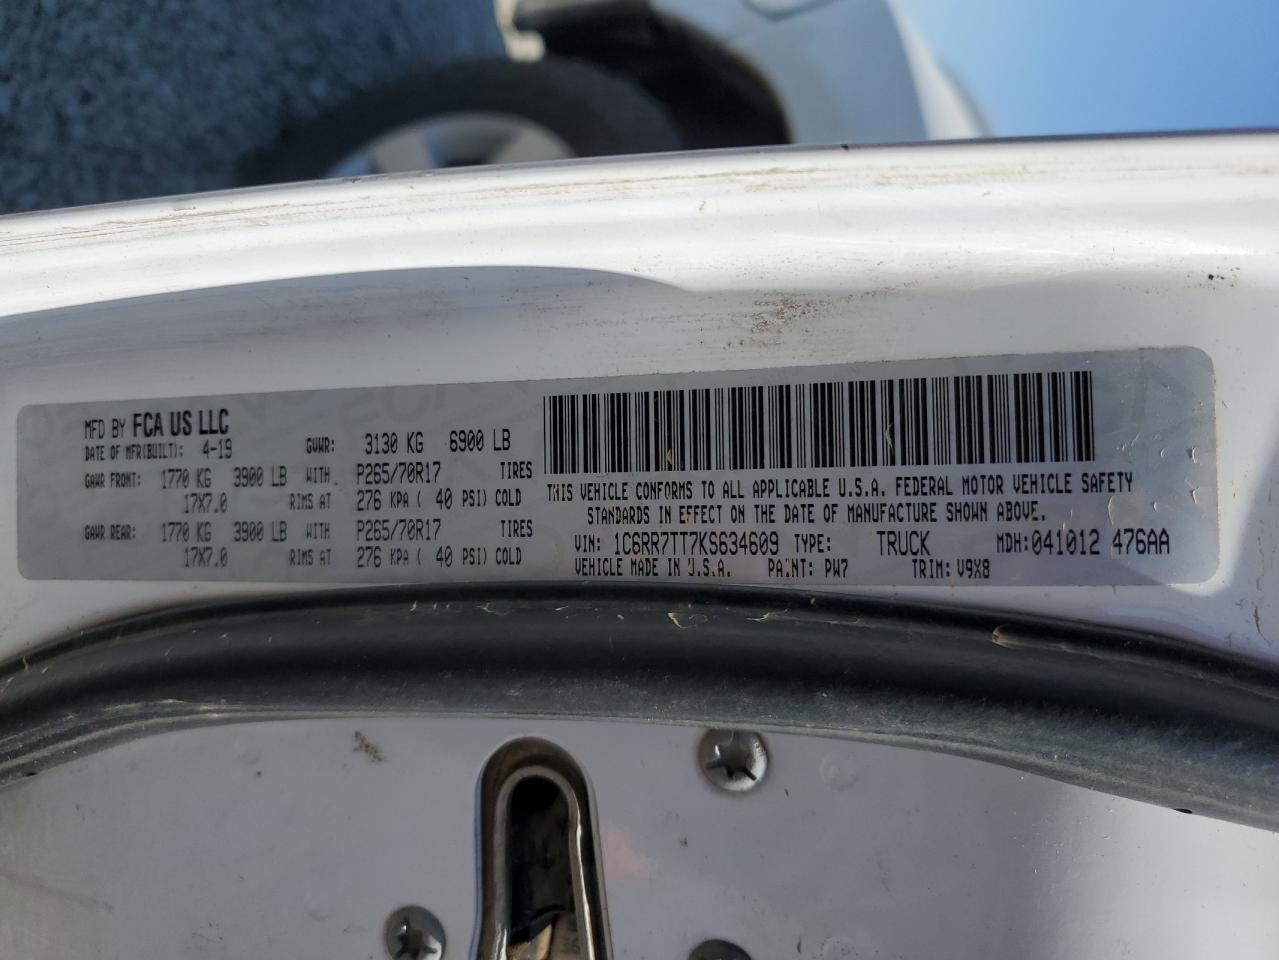 MFD BY FCA US LLC
DATE OF MFR(BUILT): 4-19 GVWR: 3130 KG 6900 LB
GAWR FRONT: 1770 KG 3900 LB WITH P265/70R17 TIRES
17X7.0 RIMS AT 276 KPA ( 40 PSI) COLD
GAWR REAR: 1770 KG 3900 LB WITH P265/70R17 TIRES
17X7.0 RIMS AT 276 KPA ( 40 PSI) COLD
THIS VEHICLE CONFORMS TO ALL APPLICABLE U.S.A. FEDERAL MOTOR VEHICLE SAFETY
STANDARDS IN EFFECT ON THE DATE OF MANUFACTURE SHOWN ABOVE.
VIN: 1C6RR7TT7KS634609 TYPE: TRUCK MDH:041012 476AA
VEHICLE MADE IN U.S.A. PAINT: PW7 TRIM: V9X8